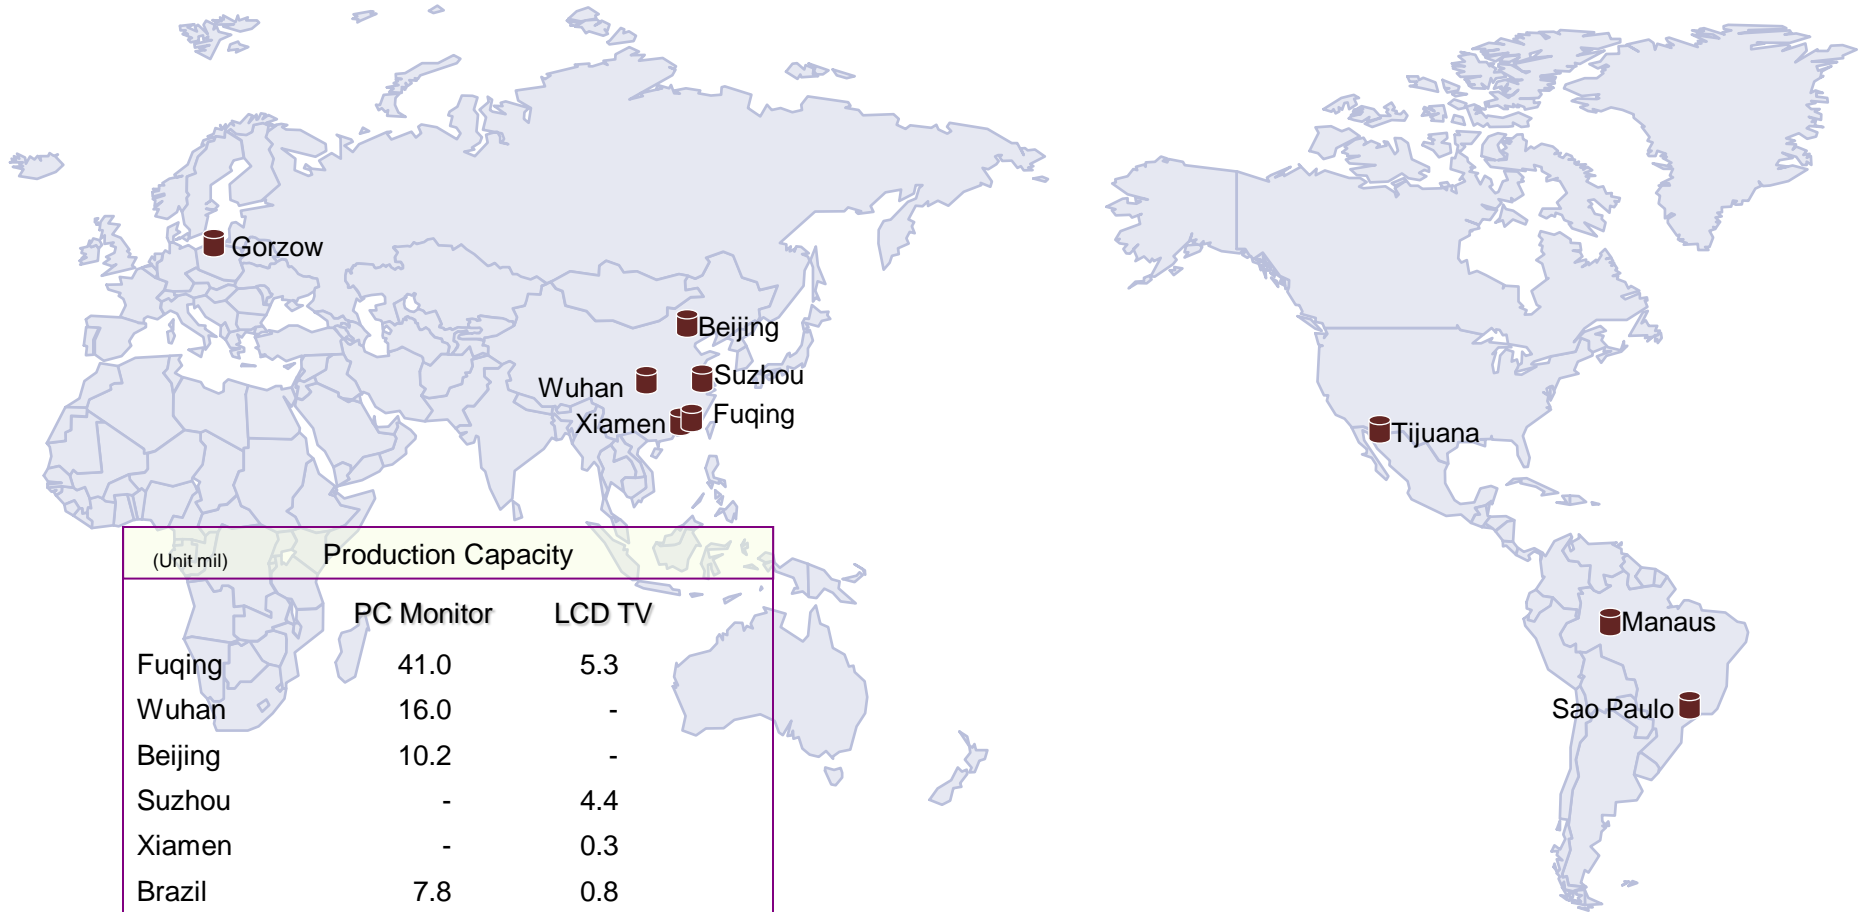 Gorzow
Beijing
Wuhan
Suzhou
Xiamen
Fuqing
Tijuana
Manaus
Sao Paulo
(Unit mil) Production Capacity
PC Monitor LCD TV
Fuqing 41.0 5.3
Wuhan 16.0 -
Beijing 10.2 -
Suzhou - 4.4
Xiamen - 0.3
Brazil 7.8 0.8